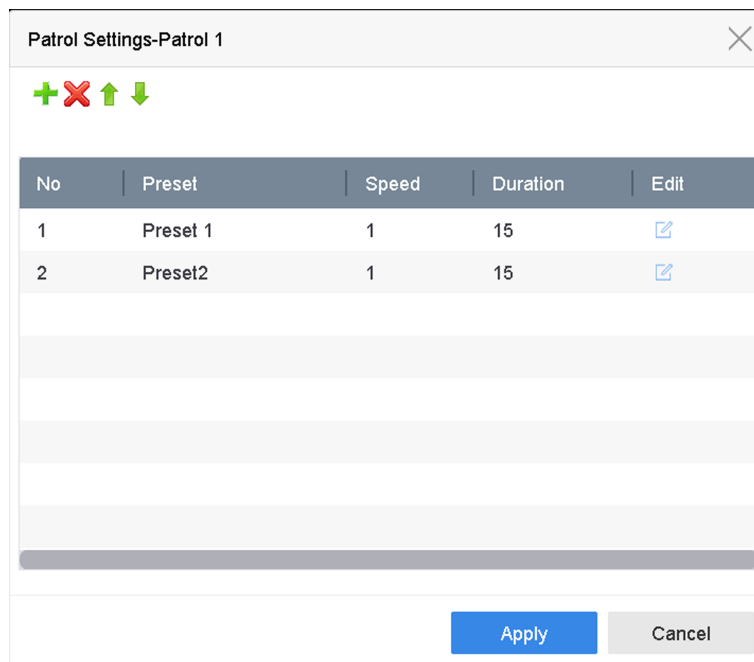 Patrol Settings-Patrol 1
No Preset Speed Duration Edit
1 Preset 1 1 15
2 Preset2 1 15
Apply Cancel